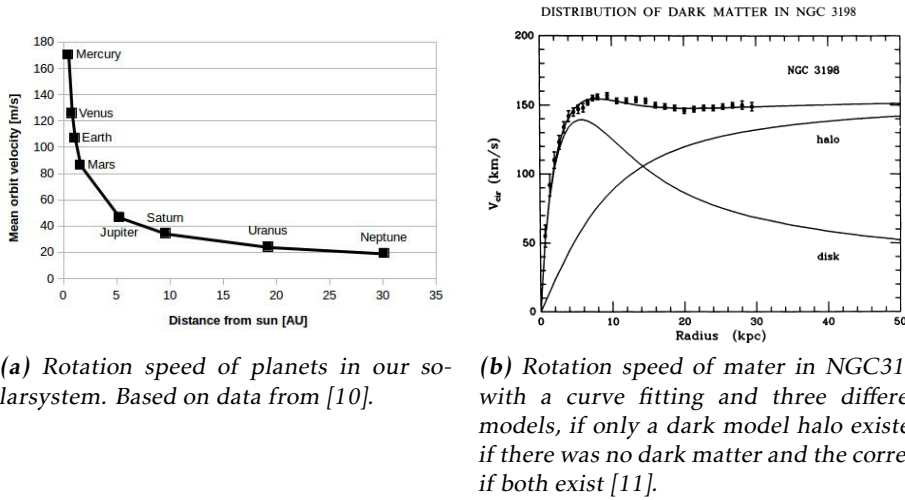 180
160
140
120
100
80
60
40
20
0
Mean orbit velocity [m/s]
Mercury
Venus
Earth
Mars
Jupiter
Saturn
Uranus
Neptune
0 5 10 15 20 25 30 35
Distance from sun [AU]
(a) Rotation speed of planets in our so-
larsystem. Based on data from [10].
DISTRIBUTION OF DARK MATTER IN NGC 3198
200
150
100
50
0
V cir (km/s)
NGC 3198
halo
disk
0 10 20 30 40 50
Radius (kpc)
(b) Rotation speed of mater in NGC31
with a curve fitting and three differe
models, if only a dark model halo existe
if there was no dark matter and the corre
if both exist [11].